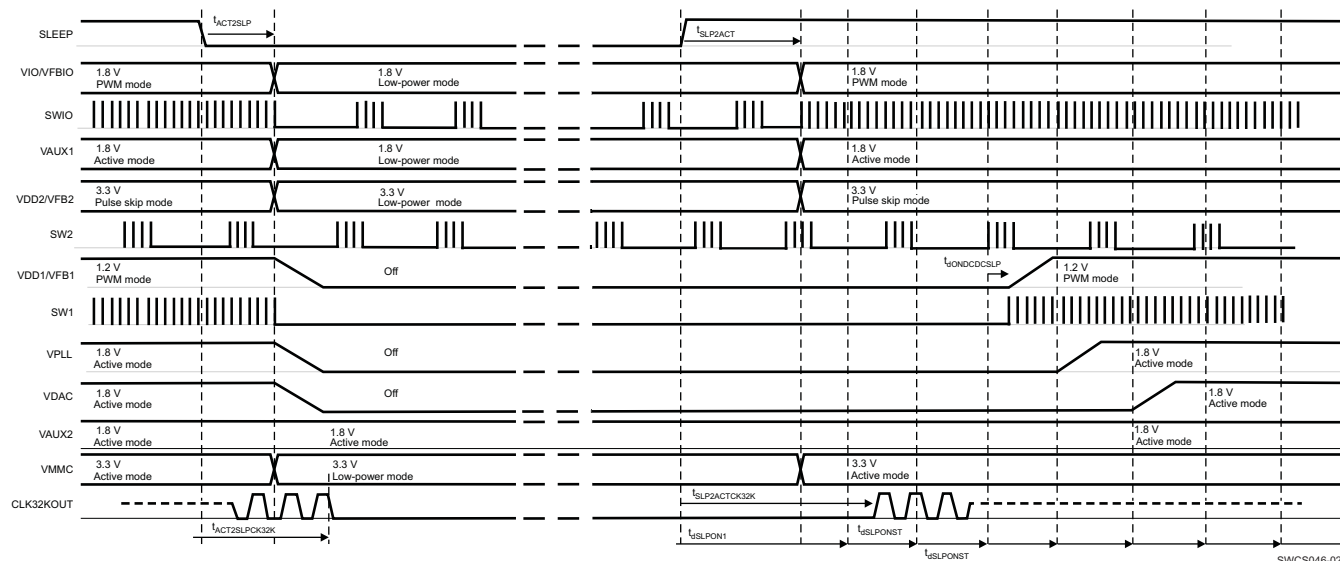 SLEEP
tACT2SLP
tSLP2ACT
VIO/VFBIO
1.8 V
PWM mode
1.8 V
Low-power mode
1.8 V
PWM mode
SWIO
VAUX1
1.8 V
Active mode
1.8 V
Low-power mode
1.8 V
Active mode
VDD2/VFB2
3.3 V
Pulse skip mode
3.3 V
Low-power mode
3.3 V
Pulse skip mode
SW2
VDD1/VFB1
1.2 V
PWM mode
Off
tdONDCDCSLP
1.2 V
PWM mode
SW1
VPLL
1.8 V
Active mode
Off
1.8 V
Active mode
VDAC
1.8 V
Active mode
Off
1.8 V
Active mode
VAUX2
1.8 V
Active mode
1.8 V
Active mode
1.8 V
Active mode
VMMC
3.3 V
Active mode
3.3 V
Low-power mode
3.3 V
Active mode
CLK32KOUT
tACT2SLPCK32K
tSLP2ACTCK32K
tdSLPON1
tdSLPONST
tdSLPONST